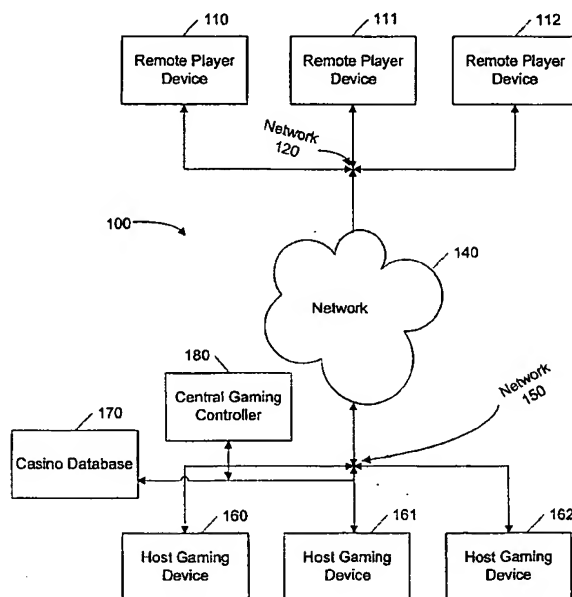 110
111
112
Remote Player
Device
Remote Player
Device
Remote Player
Device
Network
120
100
140
Network
180
Central Gaming
Controller
Network
150
170
Casino Database
160
161
162
Host Gaming
Device
Host Gaming
Device
Host Gaming
Device